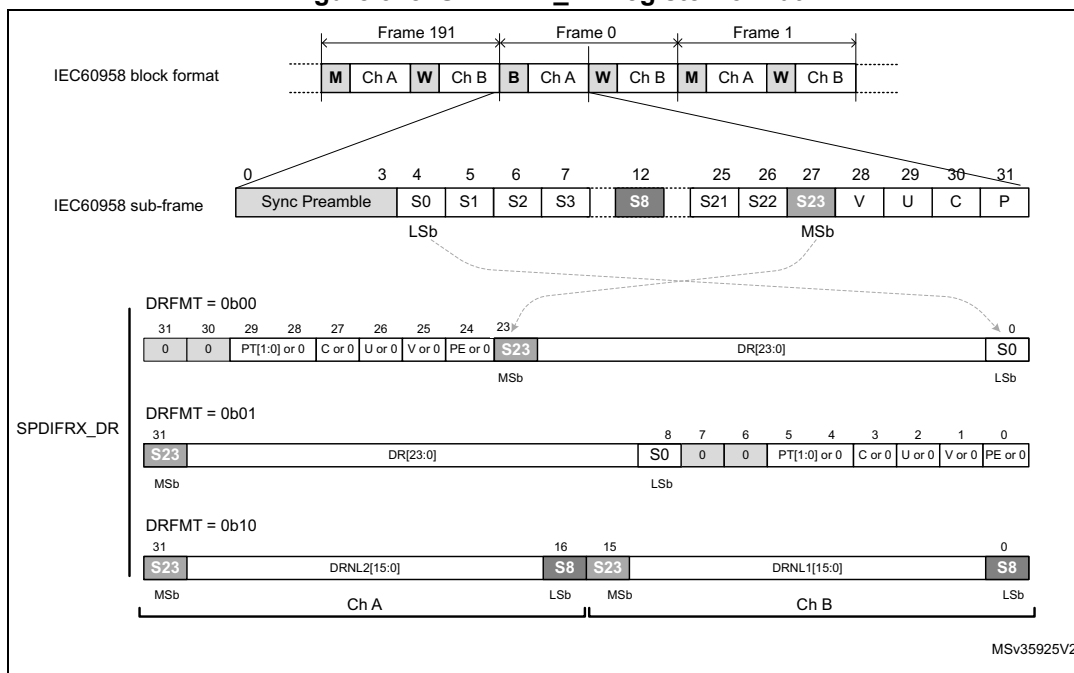 Frame 191 Frame 0 Frame 1
IEC60958 block format
M Ch A W Ch B B Ch A W Ch B M Ch A W Ch B
0 3 4 5 6 7 12 25 26 27 28 29 30 31
IEC60958 sub-frame
Sync Preamble S0 S1 S2 S3 S8 S21 S22 S23 V U C P
LSb MSb
DRFMT = 0b00
31 30 29 28 27 26 25 24 23 0
0 0 PT[1:0] or 0 C or 0 U or 0 V or 0 PE or 0 S23 DR[23:0] S0
MSb LSb
SPDIFRX_DR
DRFMT = 0b01
31 8 7 6 5 4 3 2 1 0
S23 DR[23:0] S0 0 0 PT[1:0] or 0 C or 0 U or 0 V or 0 PE or 0
MSb LSb
DRFMT = 0b10
31 16 15 0
S23 DRNL2[15:0] S8 S23 DRNL1[15:0] S8
MSb LSb MSb LSb
Ch A Ch B
MSv35925V2